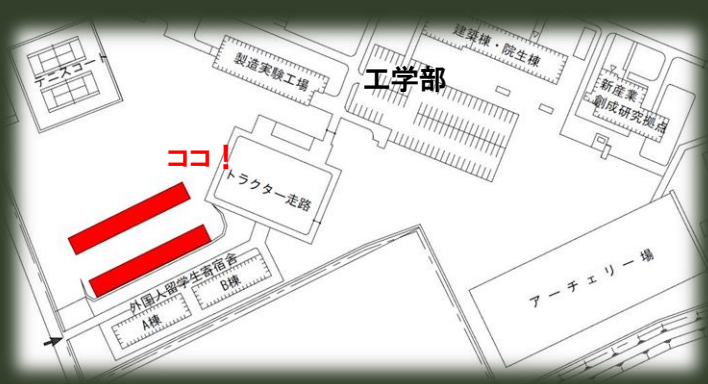 テニスコート
製造実験工場
工学部
建築棟・院生棟
新産業
創成研究拠点
ココ！
トラクター走路
外国人留学生寄宿舎
A棟
B棟
アーチェリー場